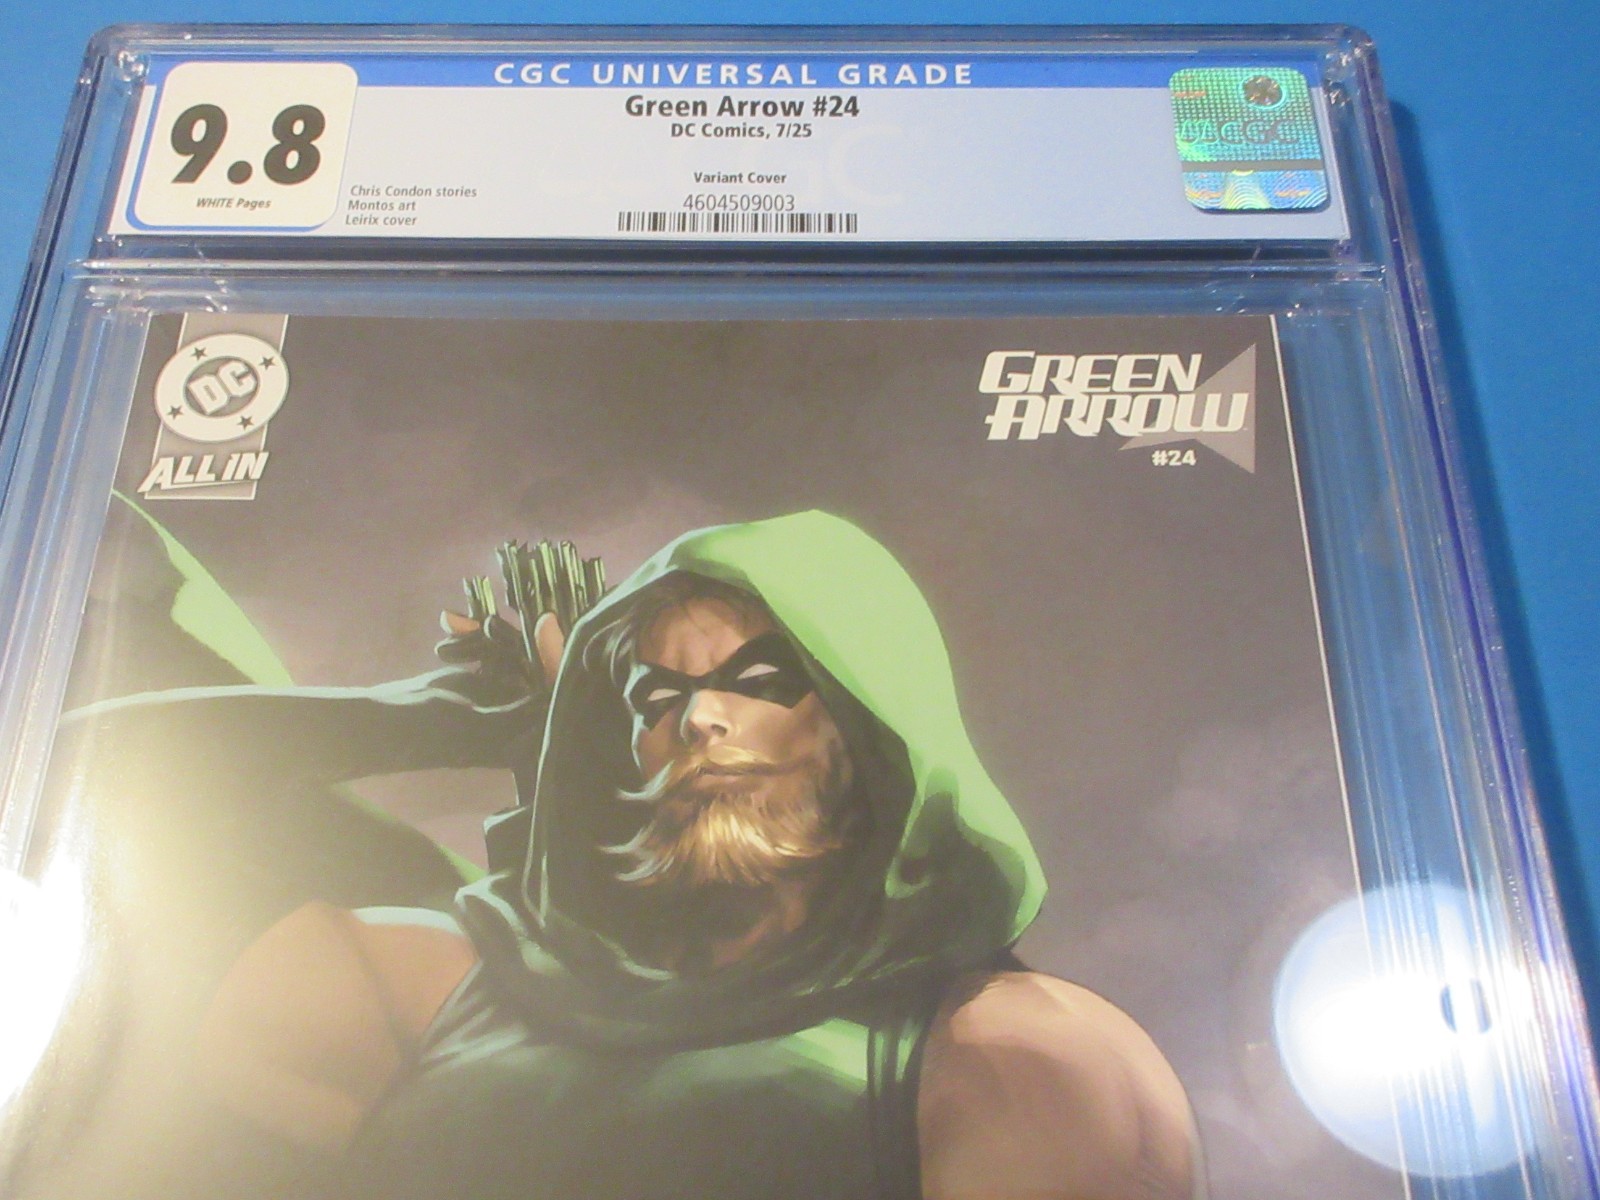 CGC UNIVERSAL GRADE
9.8
WHITE Pages
Green Arrow #24
DC Comics, 7/25
Variant Cover
4604509003
Chris Condon stories
Montos art
Leirix cover
CGC
DC
ALL IN
GREEN
ARROW
#24